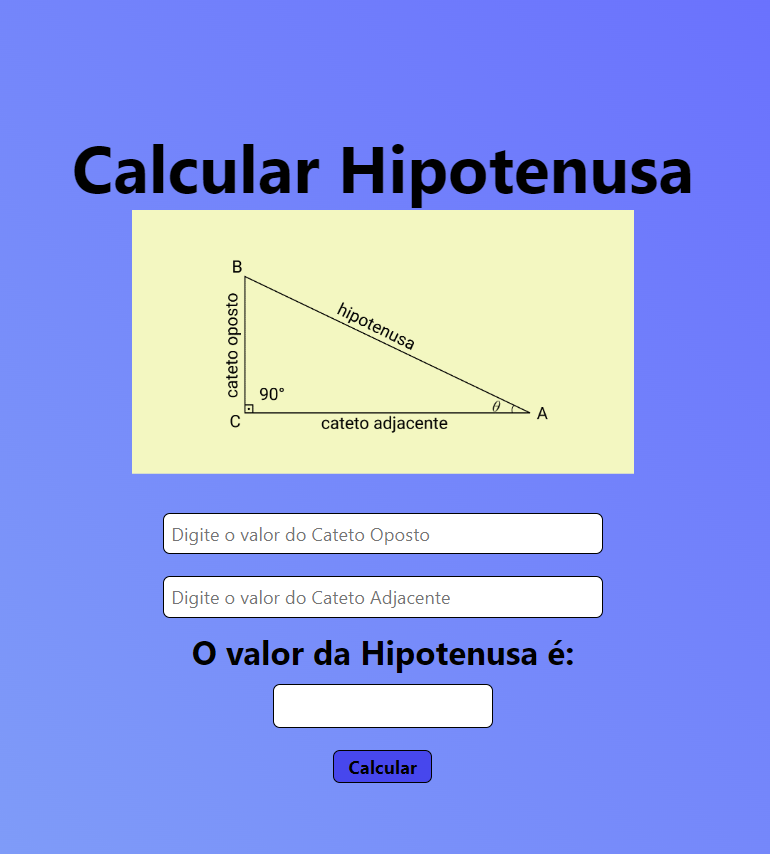 Calcular Hipotenusa
B
hipotenusa
cateto oposto
90°
θ
A
C
cateto adjacente
Digite o valor do Cateto Oposto
Digite o valor do Cateto Adjacente
O valor da Hipotenusa é:
Calcular